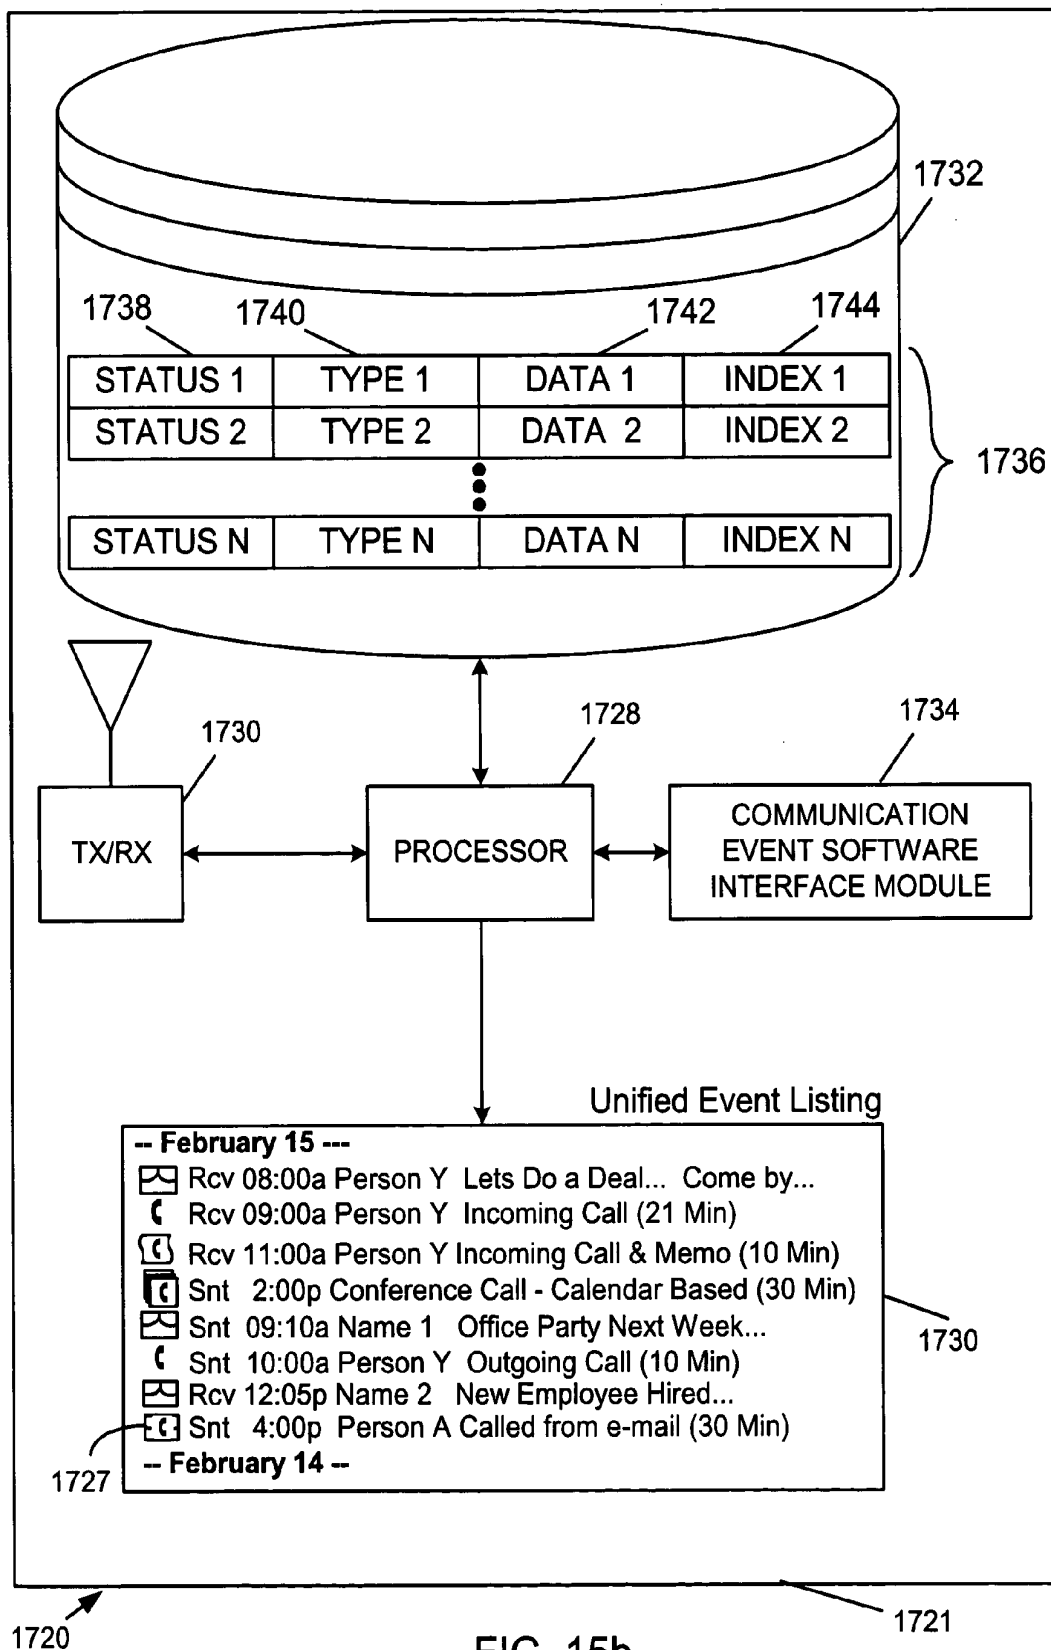 1732
1738 1740 1742 1744
STATUS 1 TYPE 1 DATA 1 INDEX 1
STATUS 2 TYPE 2 DATA 2 INDEX 2
1736
STATUS N TYPE N DATA N INDEX N
1730 1728 1734
TX/RX
PROCESSOR
COMMUNICATION
EVENT SOFTWARE
INTERFACE MODULE
Unified Event Listing
-- February 15 ---
Rcv 08:00a Person Y Lets Do a Deal... Come by...
Rcv 09:00a Person Y Incoming Call (21 Min)
Rcv 11:00a Person Y Incoming Call & Memo (10 Min)
Snt 2:00p Conference Call - Calendar Based (30 Min)
Snt 09:10a Name 1 Office Party Next Week...
Snt 10:00a Person Y Outgoing Call (10 Min)
Rcv 12:05p Name 2 New Employee Hired...
Snt 4:00p Person A Called from e-mail (30 Min)
-- February 14 --
1730
1727
1720
1721
FIG. 15b